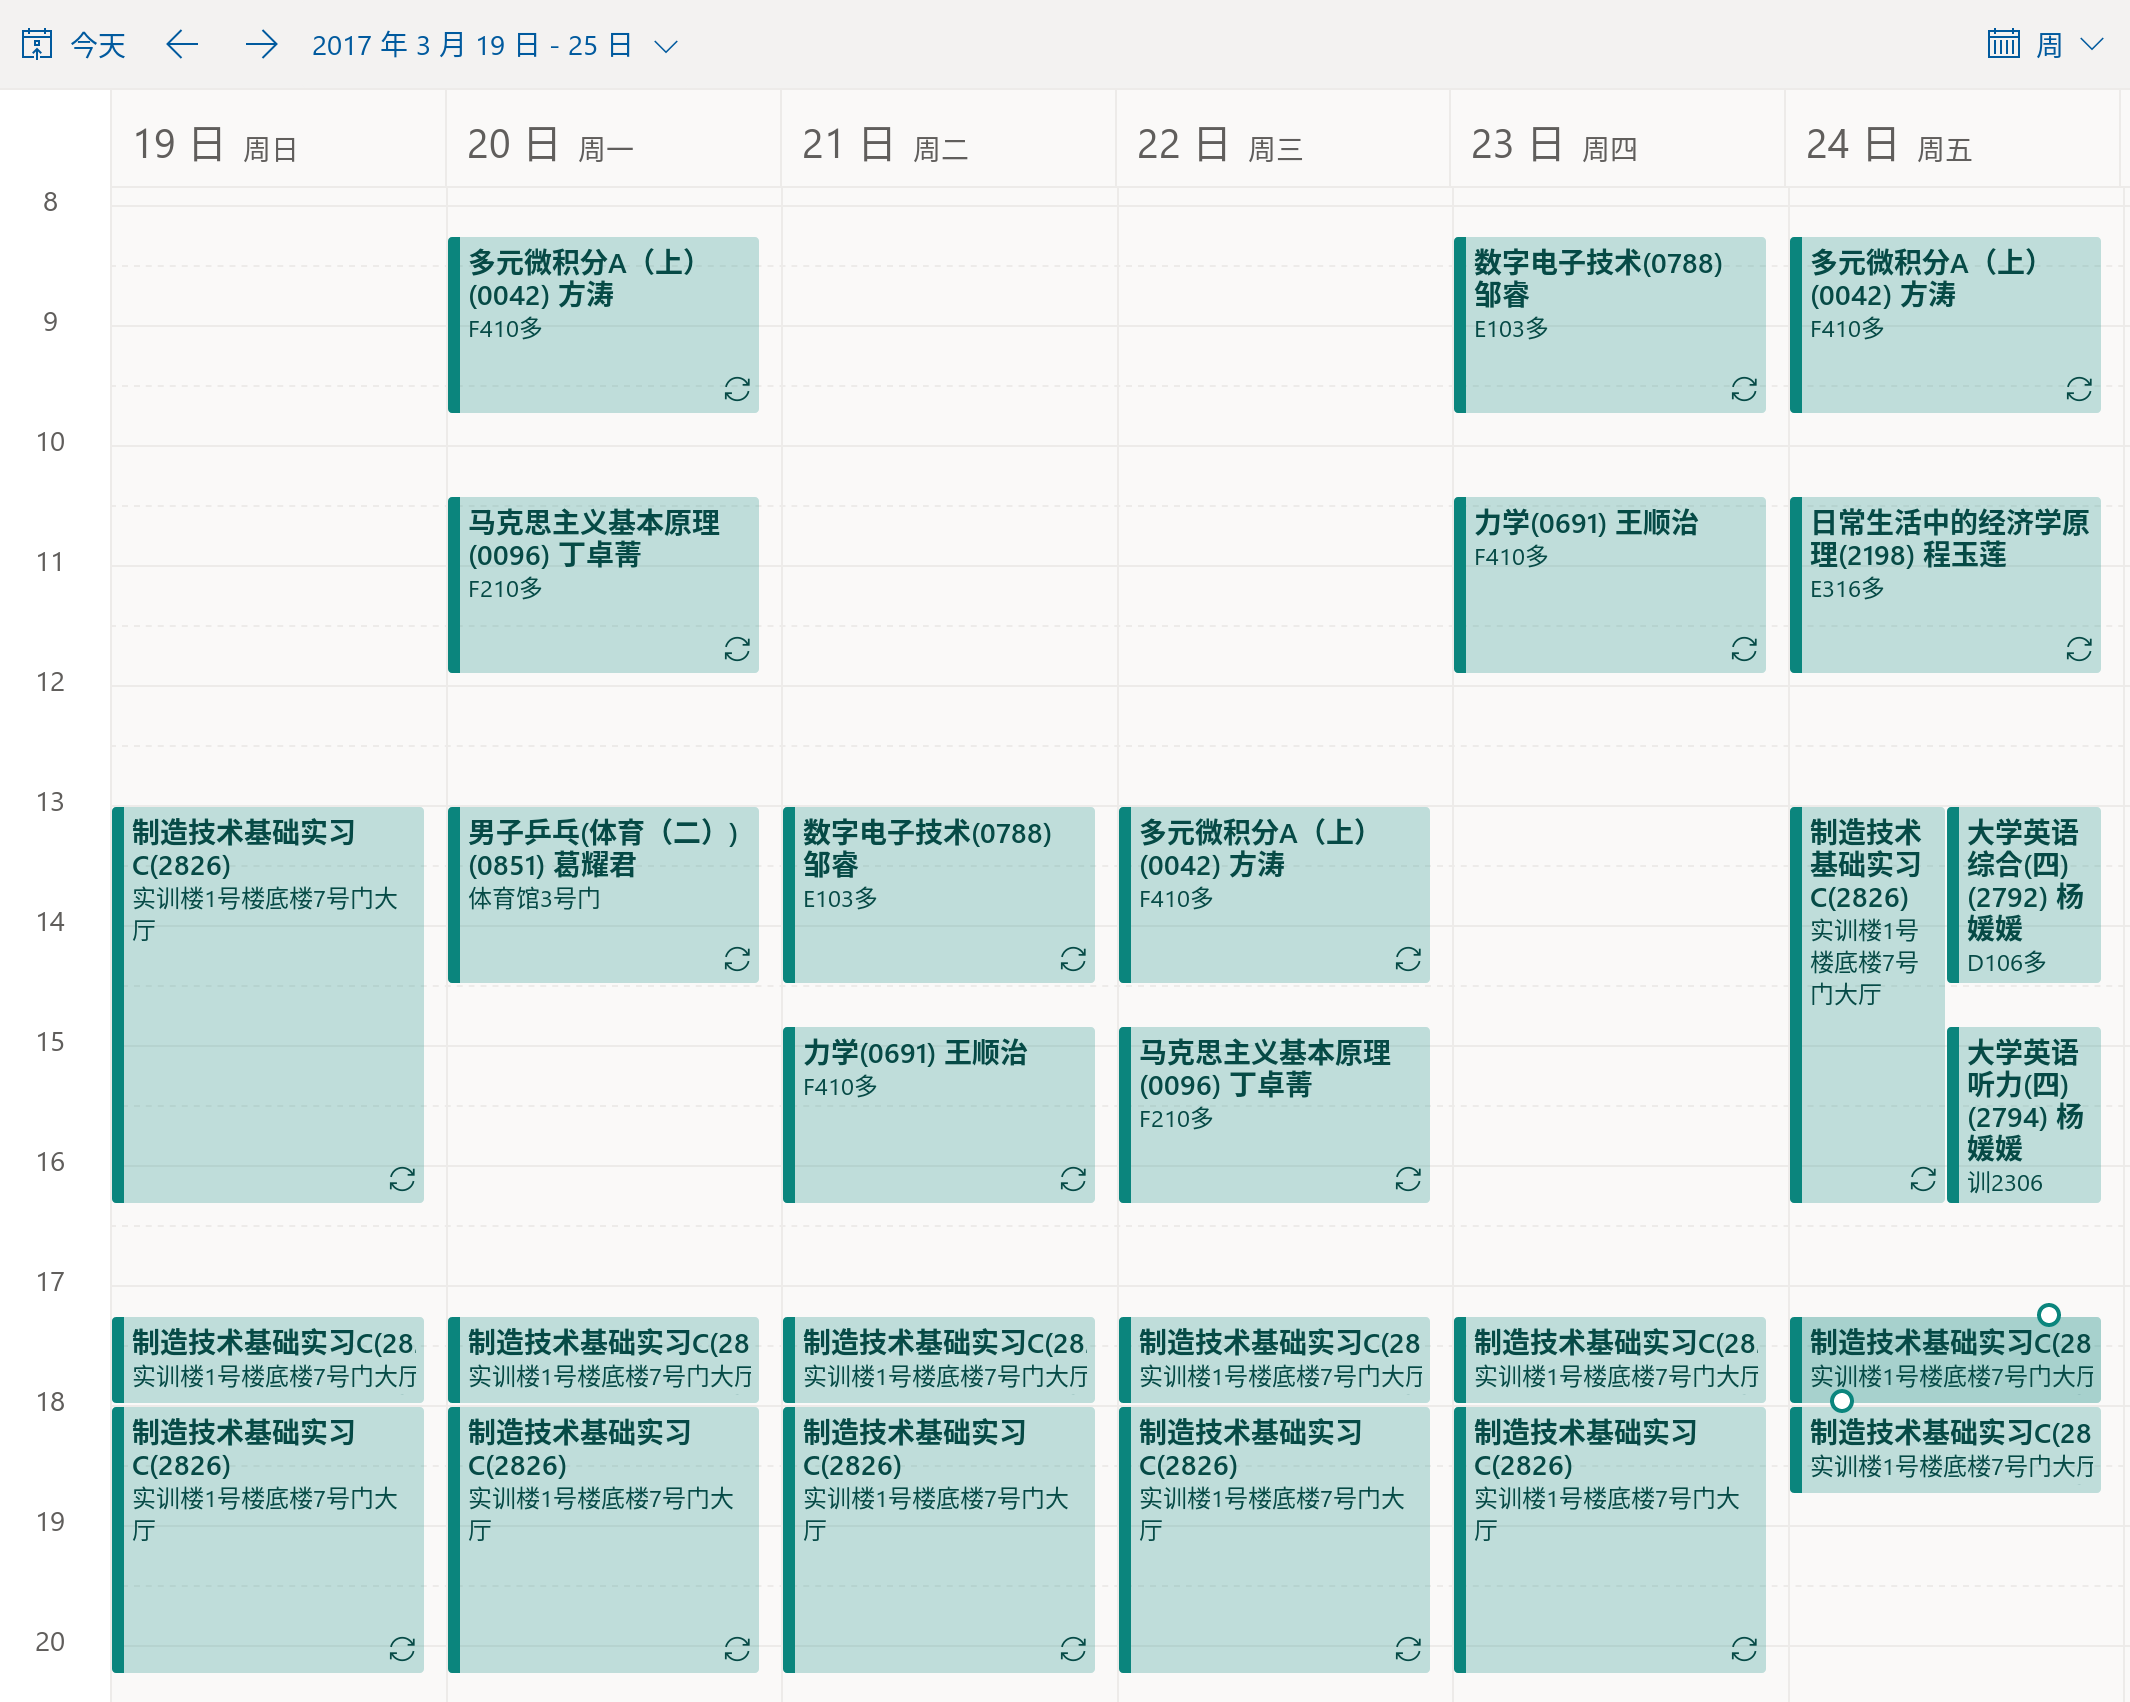 今天
2017 年 3 月 19 日 - 25 日
周
19 日 周日
20 日 周一
21 日 周二
22 日 周三
23 日 周四
24 日 周五
8
9
10
11
12
13
14
15
16
17
18
19
20
制造技术基础实习
C(2826)
实训楼1号楼底楼7号门大
厅
制造技术基础实习C(28
实训楼1号楼底楼7号门大厅
制造技术基础实习
C(2826)
实训楼1号楼底楼7号门大
厅
多元微积分A（上）
(0042) 方涛
F410多
马克思主义基本原理
(0096) 丁卓菁
F210多
男子乒乓(体育（二）)
(0851) 葛耀君
体育馆3号门
制造技术基础实习C(28
实训楼1号楼底楼7号门大厅
制造技术基础实习
C(2826)
实训楼1号楼底楼7号门大
厅
数字电子技术(0788)
邹睿
E103多
力学(0691) 王顺治
F410多
制造技术基础实习C(28
实训楼1号楼底楼7号门大厅
制造技术基础实习
C(2826)
实训楼1号楼底楼7号门大
厅
多元微积分A（上）
(0042) 方涛
F410多
马克思主义基本原理
(0096) 丁卓菁
F210多
制造技术基础实习C(28
实训楼1号楼底楼7号门大厅
制造技术基础实习
C(2826)
实训楼1号楼底楼7号门大
厅
数字电子技术(0788)
邹睿
E103多
力学(0691) 王顺治
F410多
制造技术基础实习C(28
实训楼1号楼底楼7号门大厅
制造技术基础实习
C(2826)
实训楼1号楼底楼7号门大
厅
多元微积分A（上）
(0042) 方涛
F410多
日常生活中的经济学原
理(2198) 程玉莲
E316多
制造技术
基础实习
C(2826)
实训楼1号
楼底楼7号
门大厅
大学英语
综合(四)
(2792) 杨
媛媛
D106多
大学英语
听力(四)
(2794) 杨
媛媛
训2306
制造技术基础实习C(28
实训楼1号楼底楼7号门大厅
制造技术基础实习C(28
实训楼1号楼底楼7号门大厅